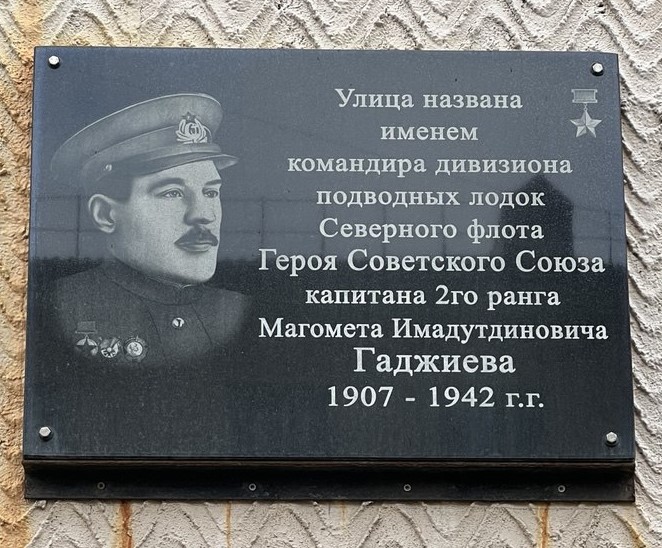 Улица названа
именем
командира дивизиона
подводных лодок
Северного флота
Героя Советского Союза
капитана 2го ранга
Магомета Имадутдиновича
Гаджиева
1907 - 1942 г.г.